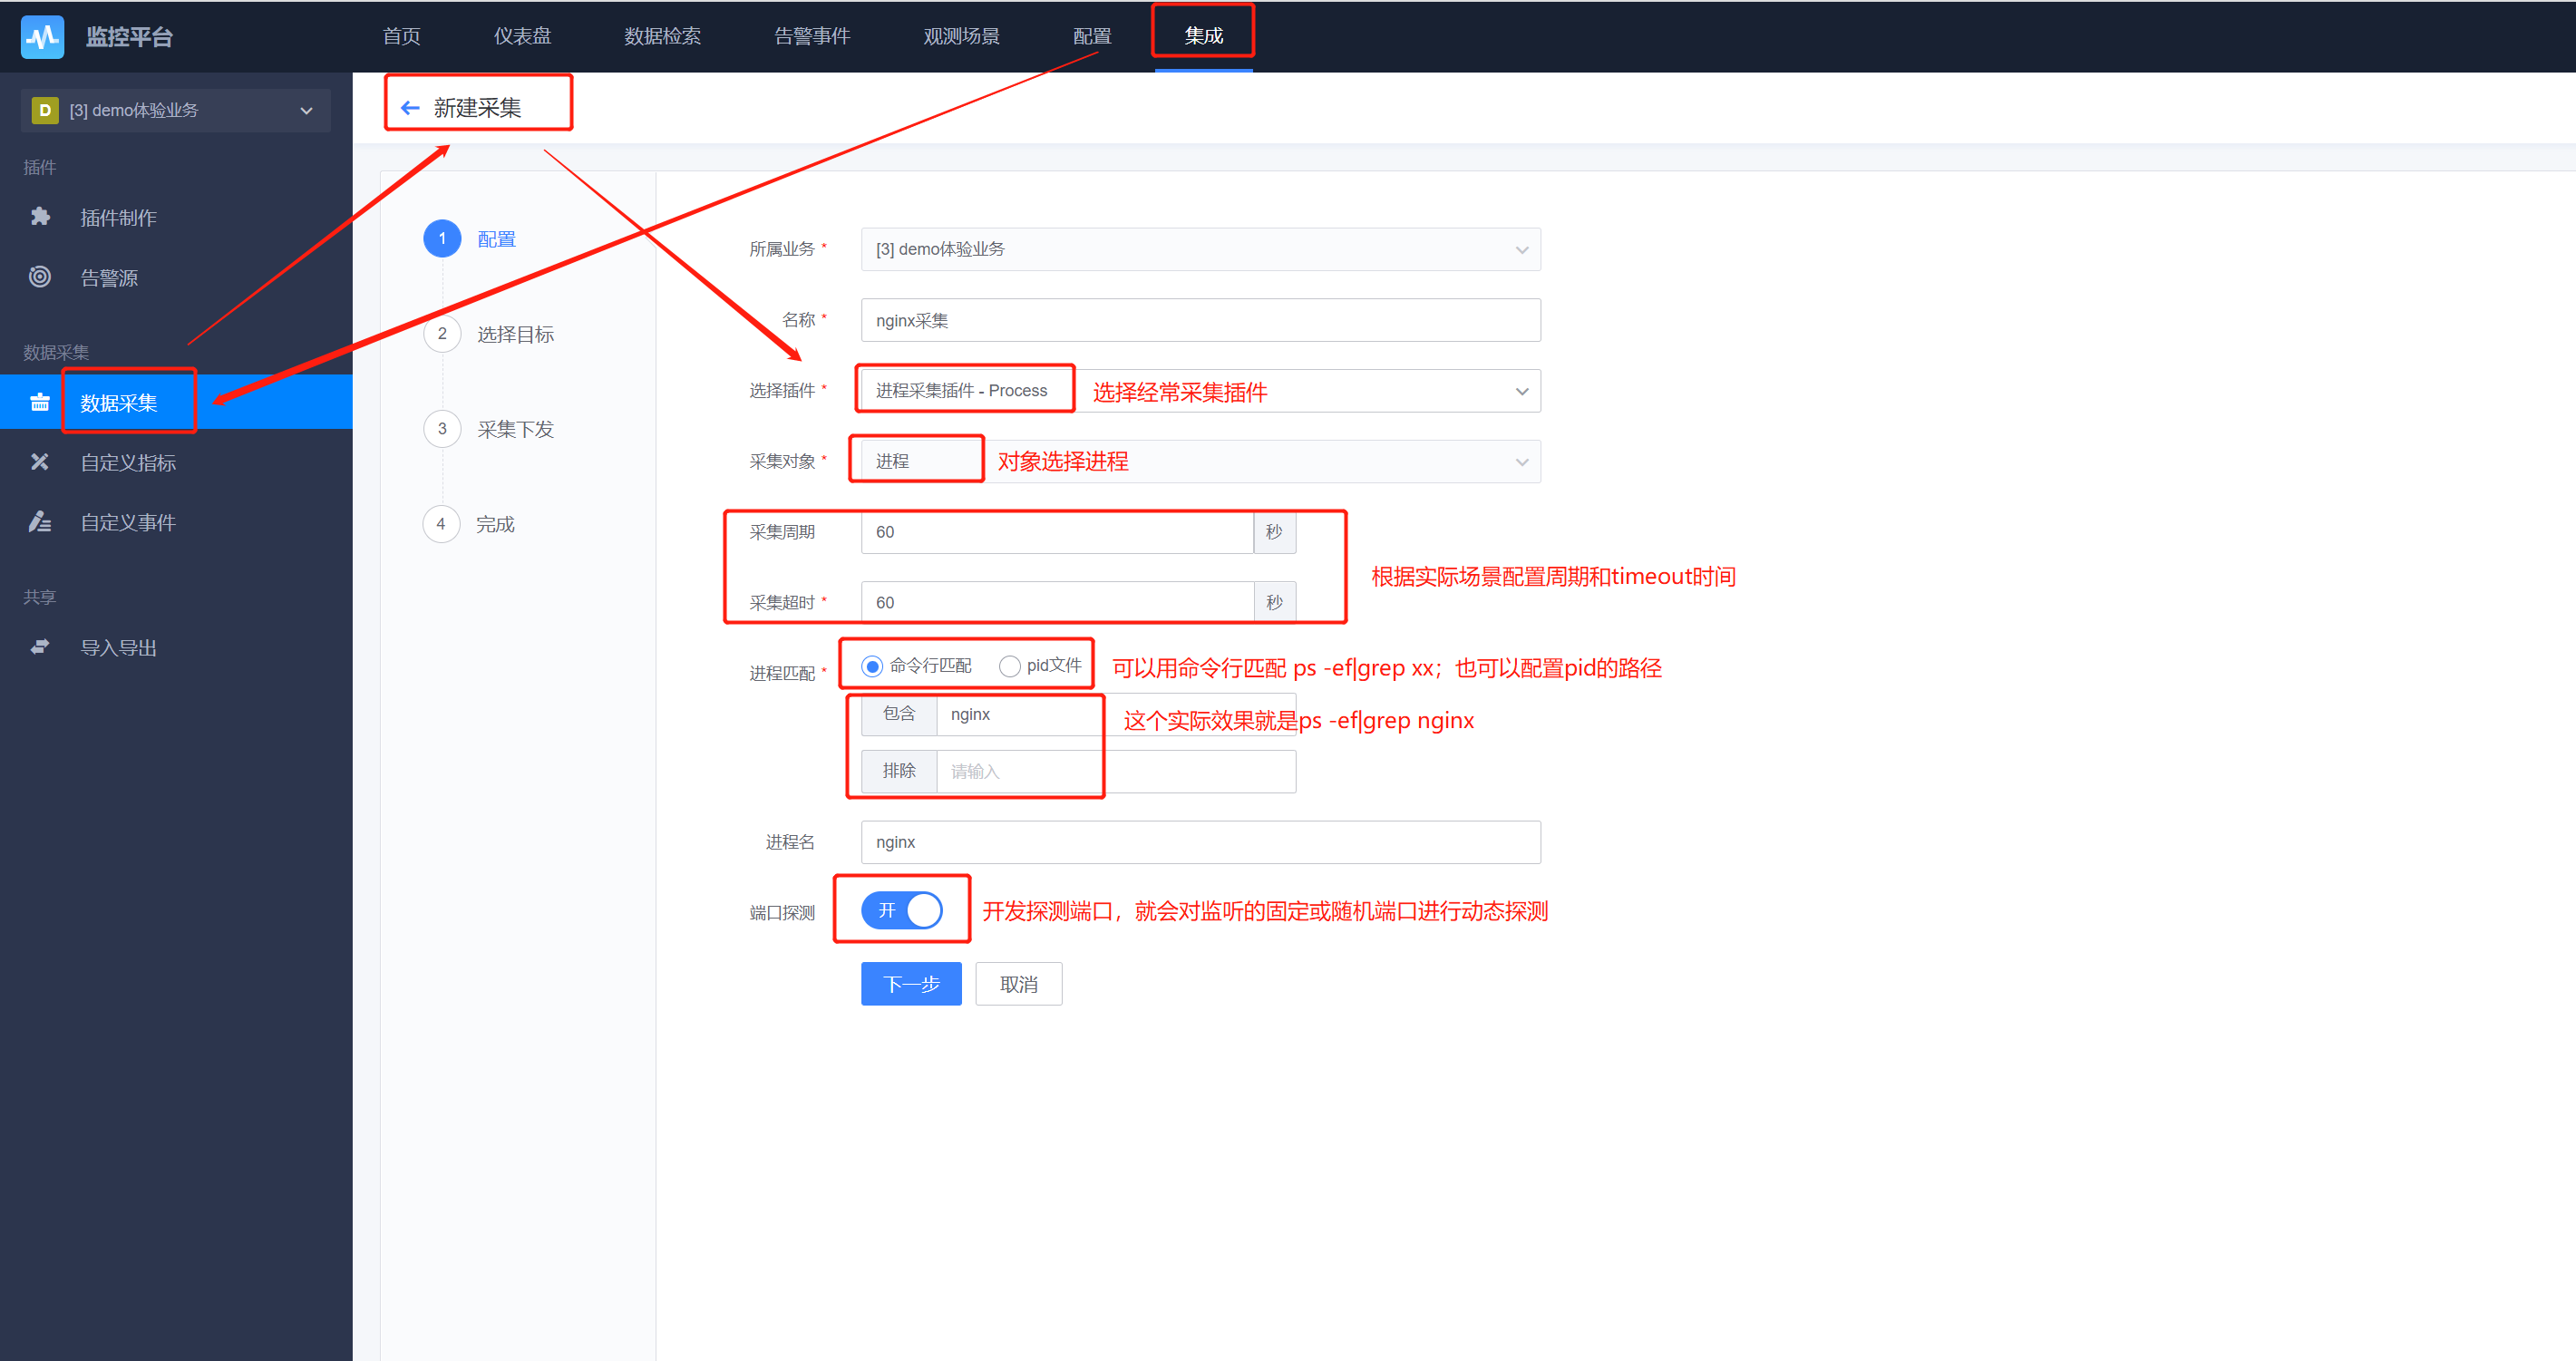 监控平台
首页 仪表盘 数据检索 告警事件 观测场景 配置 集成
D [3] demo体验业务
插件
插件制作
告警源
数据采集
数据采集
自定义指标
自定义事件
共享
导入导出
新建采集
1 配置
2 选择目标
3 采集下发
4 完成
所属业务 * [3] demo体验业务
名称 * nginx采集
选择插件 * 进程采集插件 - Process 选择经常采集插件
采集对象 * 进程 对象选择进程
采集周期 60 秒
根据实际场景配置周期和timeout时间
采集超时 * 60 秒
进程匹配 * 命令行匹配 pid文件 可以用命令行匹配 ps -ef|grep xx；也可以配置pid的路径
包含 nginx 这个实际效果就是ps -ef|grep nginx
排除 请输入
进程名 nginx
端口探测 开 开发探测端口，就会对监听的固定或随机端口进行动态探测
下一步 取消